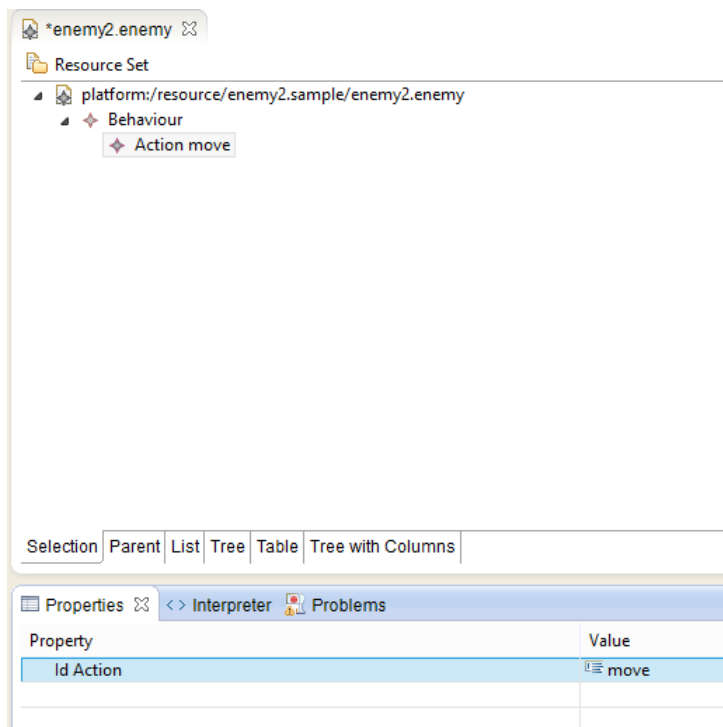 *enemy2.enemy
Resource Set
platform:/resource/enemy2.sample/enemy2.enemy
Behaviour
Action move
Selection Parent List Tree Table Tree with Columns
Properties <> Interpreter Problems
Property Value
Id Action move